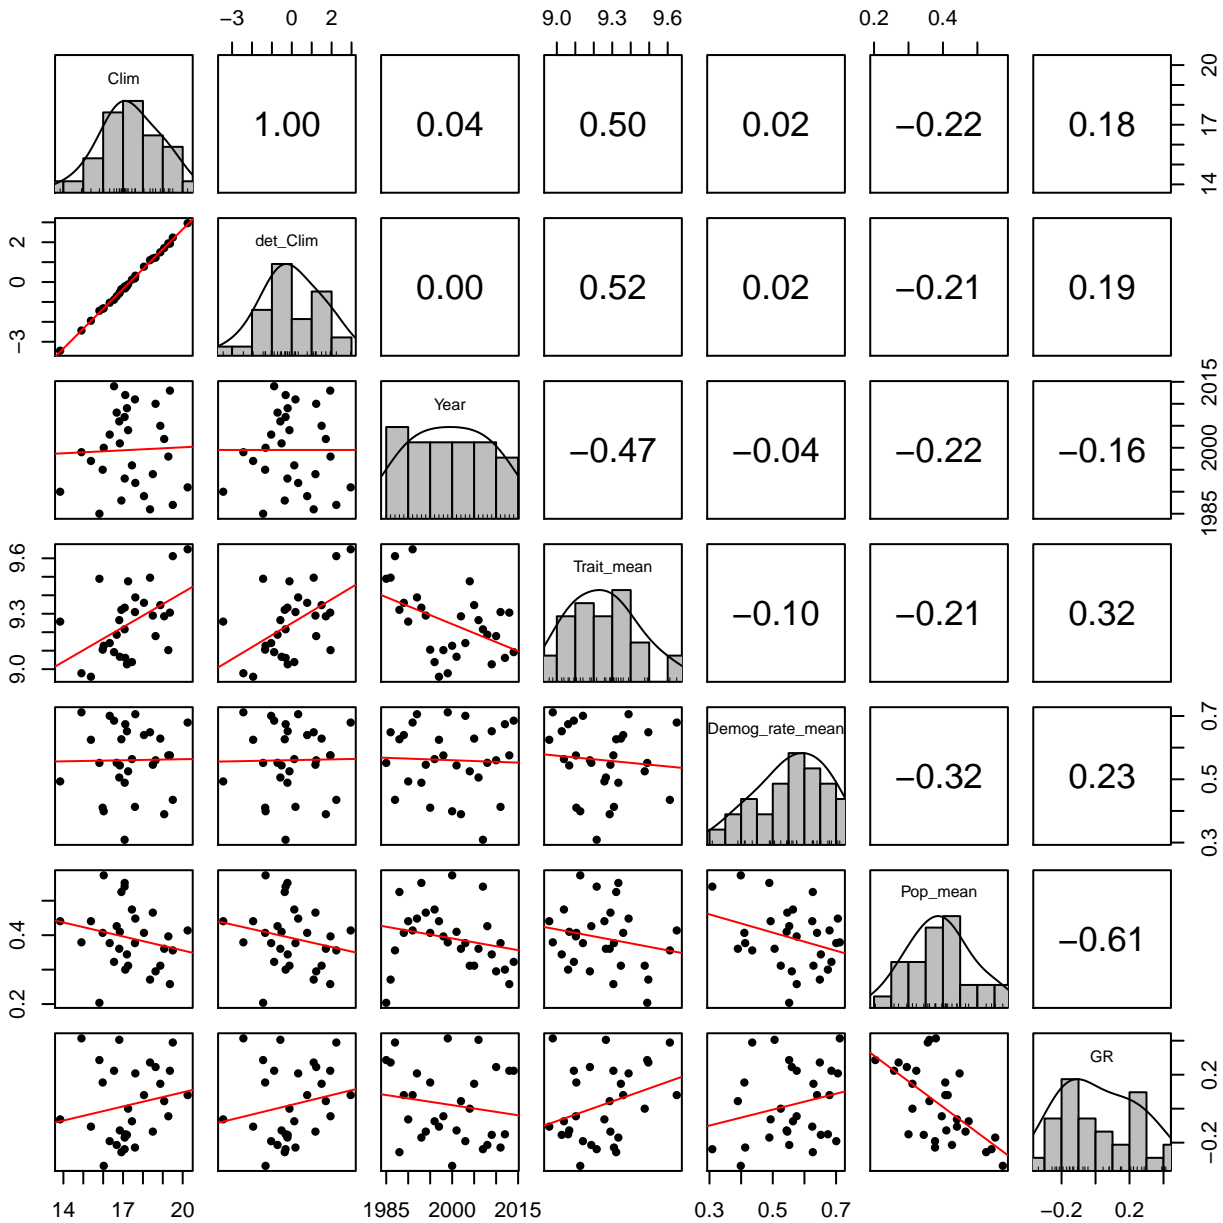 −3 0 2 9.0 9.3 9.6 0.2 0.4
Clim 1.00 0.04 0.50 0.02 −0.22 0.18 14 17 20
−3 0 2 det_Clim 0.00 0.52 0.02 −0.21 0.19
Year −0.47 −0.04 −0.22 −0.16 1985 2000 2015
9.0 9.3 9.6 Trait_mean −0.10 −0.21 0.32
Demog_rate_mean −0.32 0.23 0.3 0.5 0.7
0.2 0.4 Pop_mean −0.61
GR −0.2 0.2
14 17 20 1985 2000 2015 0.3 0.5 0.7 −0.2 0.2